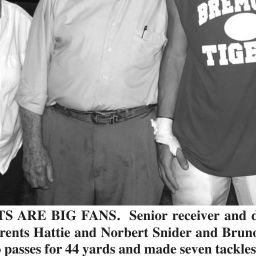 BREMO
TIGE
TS ARE BIG FANS. Senior receiver and d
rents Hattie and Norbert Snider and Bruno
passes for 44 yards and made seven tackles